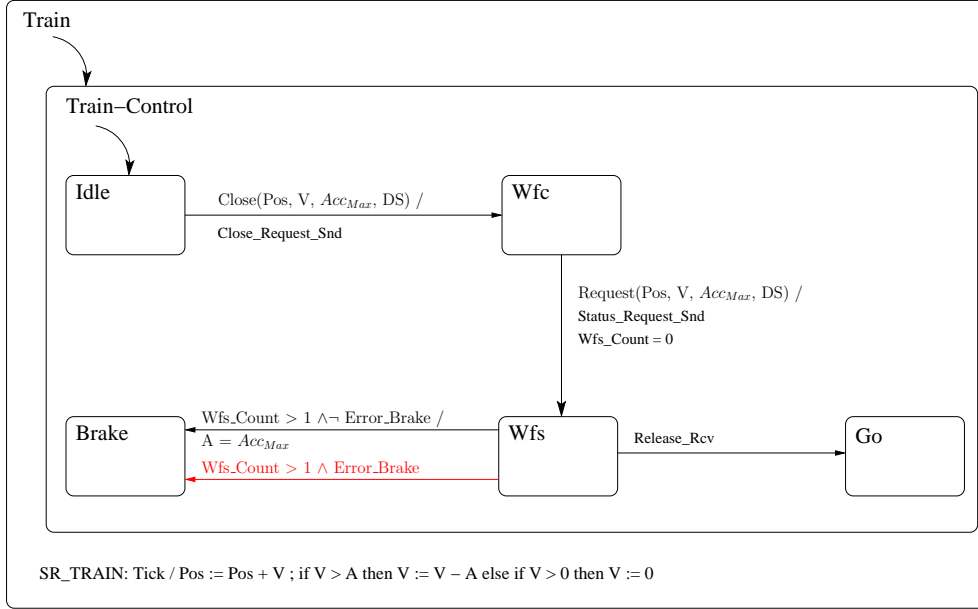 Train
Train–Control
Idle
Close(Pos, V, Acc_Max, DS) /
Close_Request_Snd
Wfc
Request(Pos, V, Acc_Max, DS) /
Status_Request_Snd
Wfs_Count = 0
Brake
Wfs_Count > 1 ∧¬ Error_Brake /
A = Acc_Max
Wfs_Count > 1 ∧ Error_Brake
Wfs
Release_Rcv
Go
SR_TRAIN: Tick / Pos := Pos + V ; if V > A then V := V − A else if V > 0 then V := 0